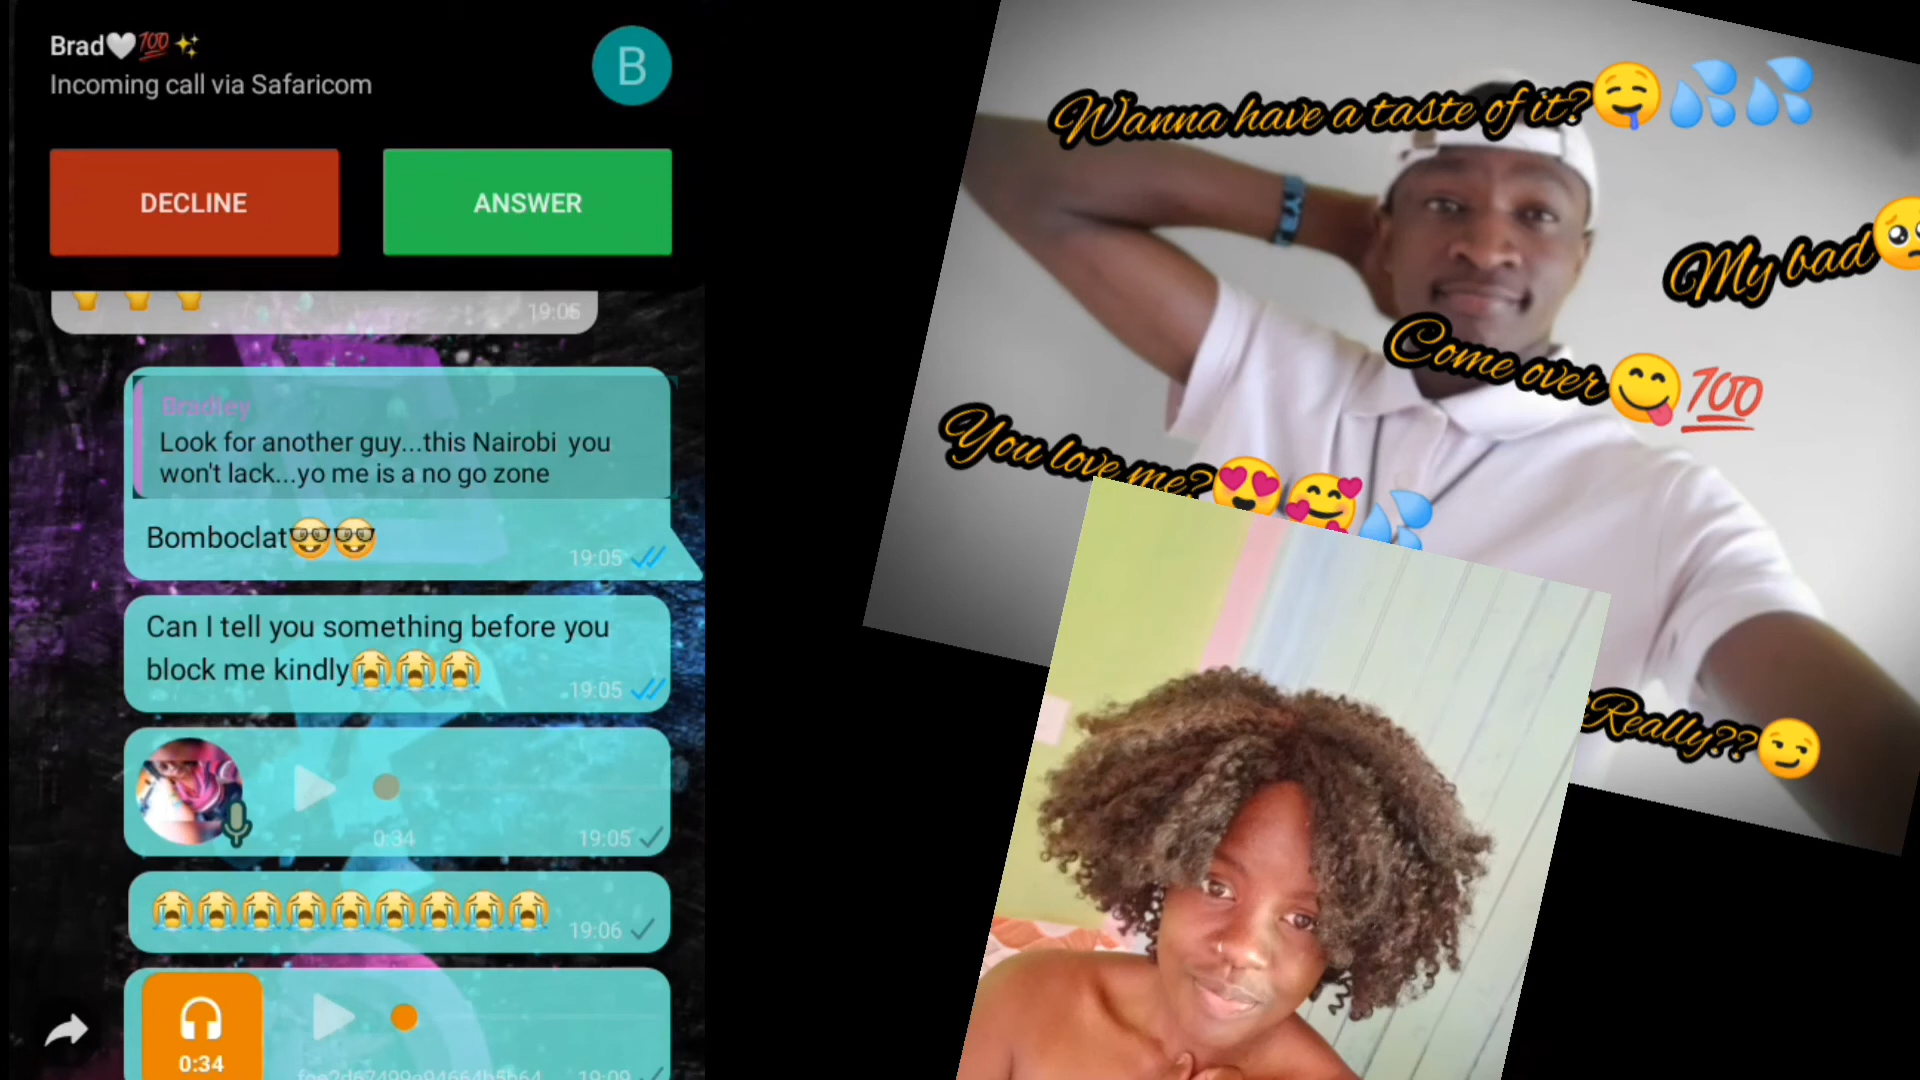 Brad🤍💯✨
Incoming call via Safaricom
B
DECLINE
ANSWER
19:05
Bradley
Look for another guy...this Nairobi you
won't lack...yo me is a no go zone
Bomboclat🤓🤓
19:05
Can I tell you something before you
block me kindly😭😭😭
19:05
0:34
19:05
😭😭😭😭😭😭😭😭😭
19:06
0:34
19:09
Wanna have a taste of it?🤤💦💦
My bad🥺
Come over😋💯
You love me?😍🥰💦
Really??😏